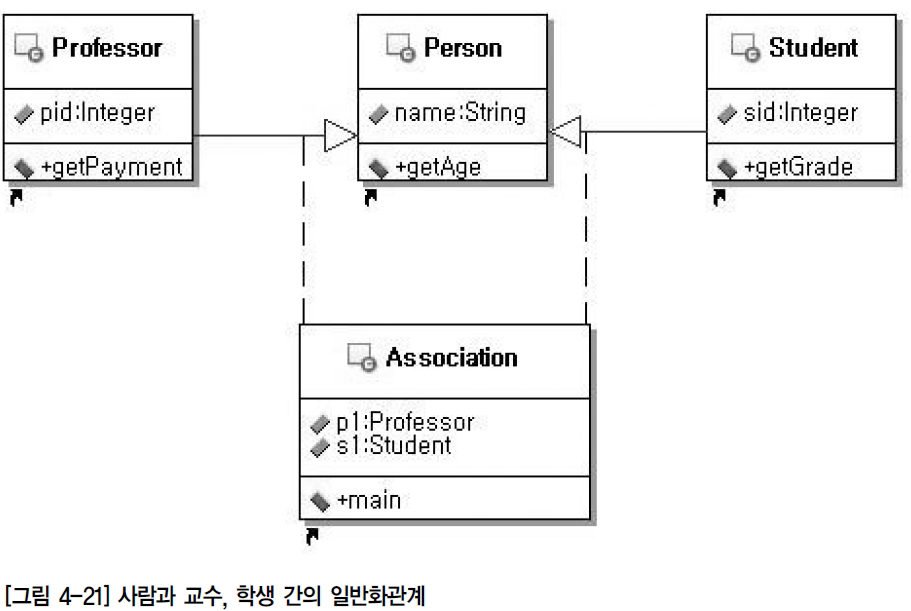 Professor
pid:Integer
+getPayment
Person
name:String
+getAge
Student
sid:Integer
+getGrade
Association
p1:Professor
s1:Student
+main
[그림 4-21] 사람과 교수, 학생 간의 일반화관계